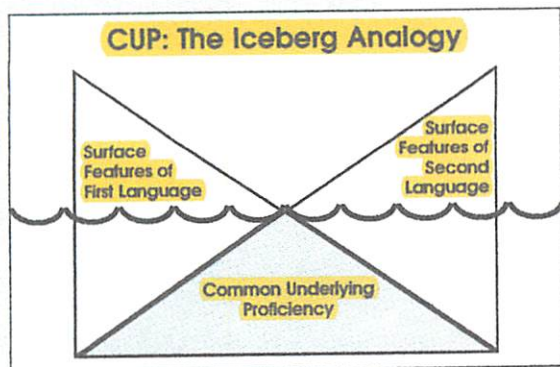 CUP: The Iceberg Analogy
Surface
Features of
First Language
Surface
Features of
Second
Language
Common Underlying
Proficiency